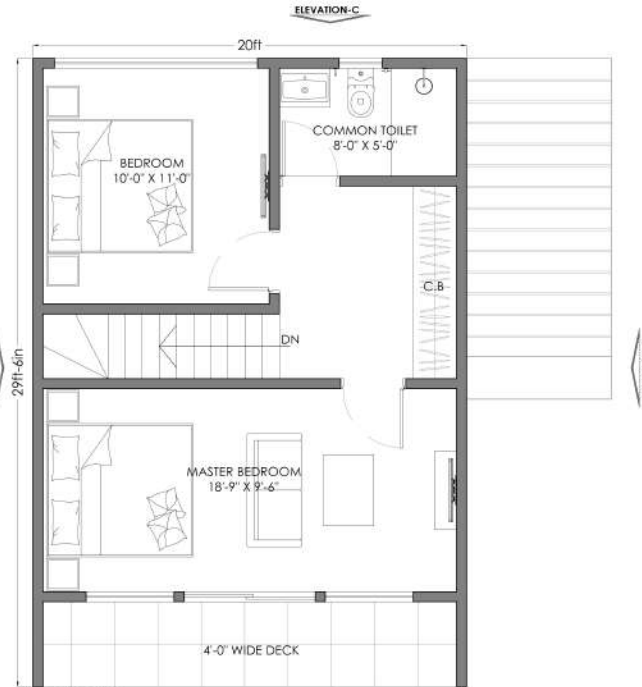 ELEVATION-C
20ft
COMMON TOILET
8'-0" X 5'-0"
BEDROOM
10'-0" X 11'-0"
C.B
DN
29ft-6in
MASTER BEDROOM
18'-9" X 9'-6"
4'-0" WIDE DECK